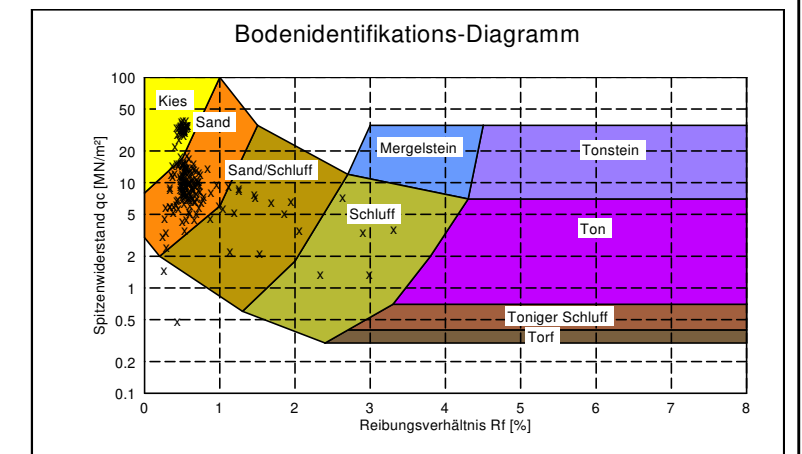 Bodenidentifikations-Diagramm
Spitzenwiderstand qc [MN/m²]
100
50
20
10
5
2
1
0.5
0.2
0.1
Kies
Sand
Sand/Schluff
Mergelstein
Tonstein
Schluff
Ton
Toniger Schluff
Torf
0 1 2 3 4 5 6 7 8
Reibungsverhältnis Rf [%]